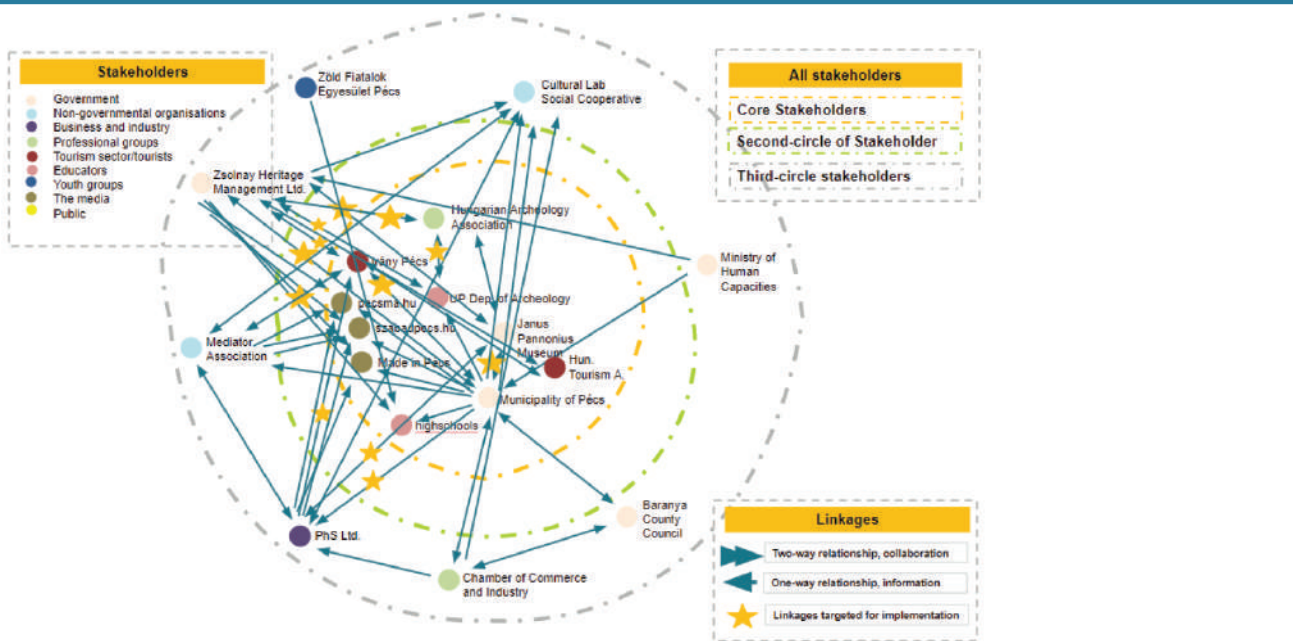 Stakeholders
Government
Non-governmental organisations
Business and industry
Professional groups
Tourism sector/tourists
Educators
Youth groups
The media
Public
Zöld Fiatalok
Egyesület Pécs
Cultural Lab
Social Cooperative
All stakeholders
Core Stakeholders
Second-circle of Stakeholder
Third-circle stakeholders
Zsolnay Heritage
Management Ltd.
Hungarian Archeology
Association
Ministry of
Human
Capacities
Irány Pécs
UP Dep. of Archeology
pecsma.hu
szabadpecs.hu
Janus
Pannonius
Museum
Mediator
Association
Made in Pécs
Hun.
Tourism A.
Municipality of Pécs
highschools
Baranya
County
Council
PhS Ltd.
Chamber of Commerce
and Industry
Linkages
Two-way relationship, collaboration
One-way relationship, information
Linkages targeted for implementation